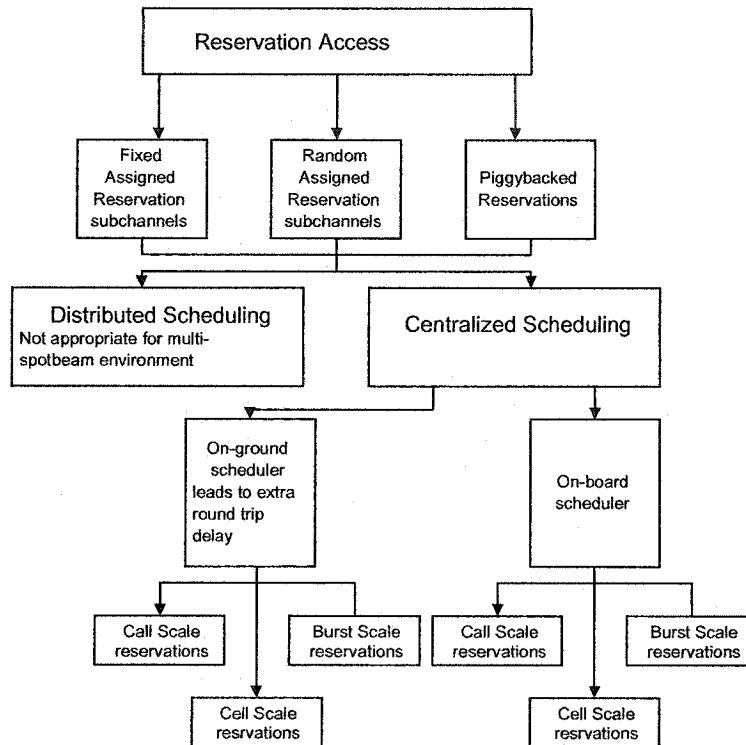 Reservation Access
Fixed
Assigned
Reservation
subchannels
Random
Assigned
Reservation
subchannels
Piggybacked
Reservations
Distributed Scheduling
Not appropriate for multi-
spotbeam environment
Centralized Scheduling
On-ground
scheduler
leads to extra
round trip
delay
On-board
scheduler
Call Scale
reservations
Burst Scale
reservations
Call Scale
reservations
Burst Scale
reservations
Cell Scale
resrvations
Cell Scale
resrvations